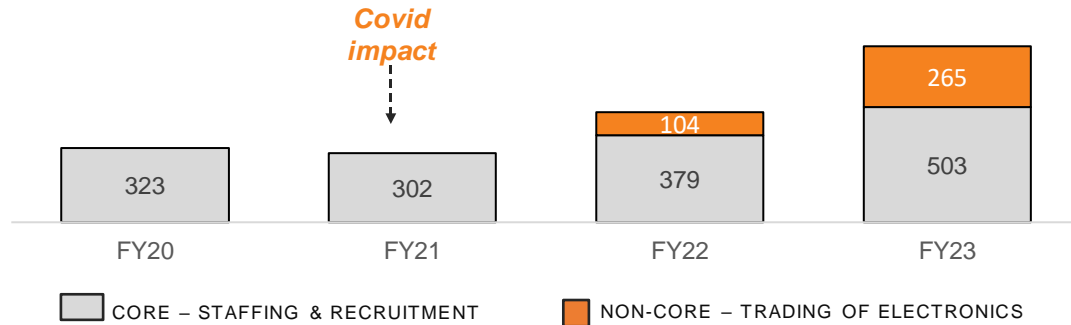 Covid
impact
265
104
323
302
379
503
FY20
FY21
FY22
FY23
CORE – STAFFING & RECRUITMENT
NON-CORE – TRADING OF ELECTRONICS